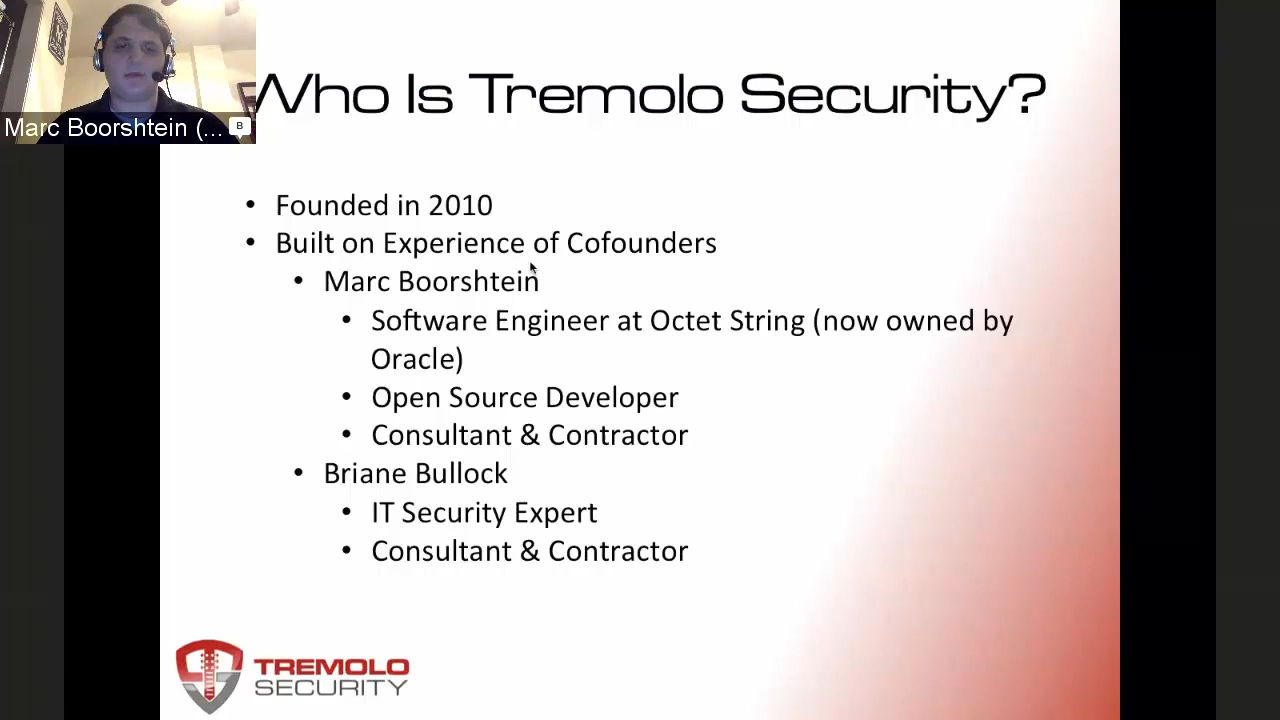 Who Is Tremolo Security?
Marc Boorshtein (...
B
• Founded in 2010
• Built on Experience of Cofounders
• Marc Boorshtein
• Software Engineer at Octet String (now owned by
Oracle)
• Open Source Developer
• Consultant & Contractor
• Briane Bullock
• IT Security Expert
• Consultant & Contractor
TREMOLO
SECURITY